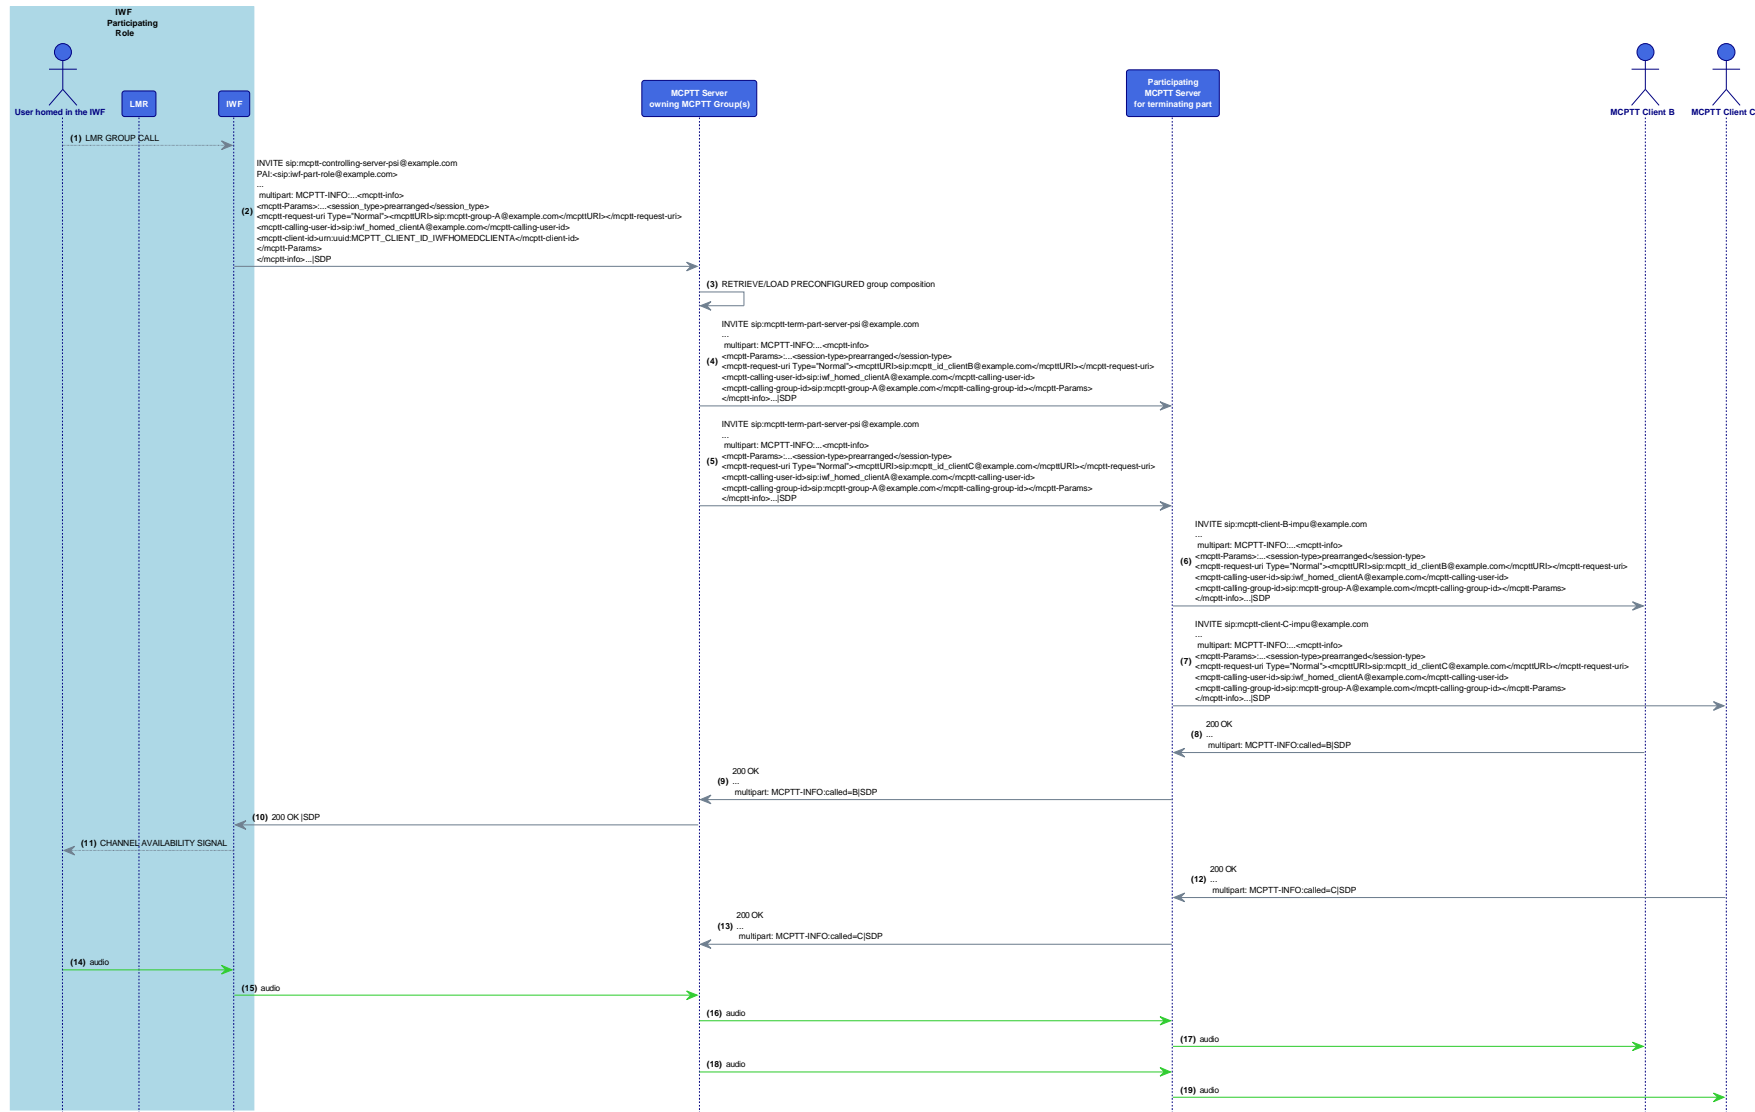 IWF
Participating
Role
User homed in the IWF
LMR
IWF
MCPTT Server
owning MCPTT Group(s)
Participating
MCPTT Server
for terminating part
MCPTT Client B
MCPTT Client C
(1) LMR GROUP CALL
INVITE sip:mcptt-controlling-server-psi@example.com
PAI:<sip:iwf-part-role@example.com>
...
multipart: MCPTT-INFO:...<mcptt-info>
<mcptt-Params>:...<session_type>prearranged</session_type>
(2) <mcptt-request-uri Type="Normal"><mcpttURI>sip:mcptt-group-A@example.com</mcpttURI></mcptt-request-uri>
<mcptt-calling-user-id>sip:iwf_homed_clientA@example.com</mcptt-calling-user-id>
<mcptt-client-id>urn:uuid:MCPTT_CLIENT_ID_IWFHOMEDCLIENTA</mcptt-client-id>
</mcptt-Params>
</mcptt-info>...|SDP
(3) RETRIEVE/LOAD PRECONFIGURED group composition
INVITE sip:mcptt-term-part-server-psi@example.com
...
multipart: MCPTT-INFO:...<mcptt-info>
<mcptt-Params>:...<session-type>prearranged</session-type>
(4) <mcptt-request-uri Type="Normal"><mcpttURI>sip:mcptt_id_clientB@example.com</mcpttURI></mcptt-request-uri>
<mcptt-calling-user-id>sip:iwf_homed_clientA@example.com</mcptt-calling-user-id>
<mcptt-calling-group-id>sip:mcptt-group-A@example.com</mcptt-calling-group-id></mcptt-Params>
</mcptt-info>...|SDP
INVITE sip:mcptt-term-part-server-psi@example.com
...
multipart: MCPTT-INFO:...<mcptt-info>
<mcptt-Params>:...<session-type>prearranged</session-type>
(5) <mcptt-request-uri Type="Normal"><mcpttURI>sip:mcptt_id_clientC@example.com</mcpttURI></mcptt-request-uri>
<mcptt-calling-user-id>sip:iwf_homed_clientA@example.com</mcptt-calling-user-id>
<mcptt-calling-group-id>sip:mcptt-group-A@example.com</mcptt-calling-group-id></mcptt-Params>
</mcptt-info>...|SDP
INVITE sip:mcptt-client-B-impu@example.com
...
multipart: MCPTT-INFO:...<mcptt-info>
<mcptt-Params>:...<session-type>prearranged</session-type>
(6) <mcptt-request-uri Type="Normal"><mcpttURI>sip:mcptt_id_clientB@example.com</mcpttURI></mcptt-request-uri>
<mcptt-calling-user-id>sip:iwf_homed_clientA@example.com</mcptt-calling-user-id>
<mcptt-calling-group-id>sip:mcptt-group-A@example.com</mcptt-calling-group-id></mcptt-Params>
</mcptt-info>...|SDP
INVITE sip:mcptt-client-C-impu@example.com
...
multipart: MCPTT-INFO:...<mcptt-info>
<mcptt-Params>:...<session-type>prearranged</session-type>
(7) <mcptt-request-uri Type="Normal"><mcpttURI>sip:mcptt_id_clientC@example.com</mcpttURI></mcptt-request-uri>
<mcptt-calling-user-id>sip:iwf_homed_clientA@example.com</mcptt-calling-user-id>
<mcptt-calling-group-id>sip:mcptt-group-A@example.com</mcptt-calling-group-id></mcptt-Params>
</mcptt-info>...|SDP
200 OK
(8) ...
multipart: MCPTT-INFO:called=B|SDP
200 OK
(9) ...
multipart: MCPTT-INFO:called=B|SDP
(10) 200 OK |SDP
(11) CHANNEL AVAILABILITY SIGNAL
200 OK
(12) ...
multipart: MCPTT-INFO:called=C|SDP
200 OK
(13) ...
multipart: MCPTT-INFO:called=C|SDP
(14) audio
(15) audio
(16) audio
(17) audio
(18) audio
(19) audio